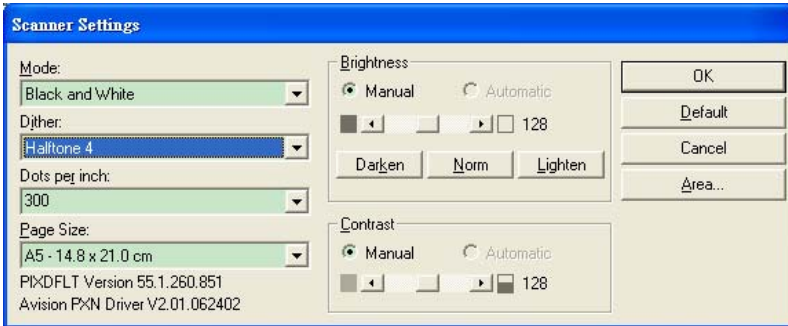 Scanner Settings
Mode:
Black and White
Dither:
Halftone 4
Dots per inch:
300
Page Size:
A5 - 14.8 x 21.0 cm
PIXDFLT Version 55.1.260.851
Avision PXN Driver V2.01.062402
Brightness
Manual
Automatic
128
Darken
Norm
Lighten
Contrast
Manual
Automatic
128
OK
Default
Cancel
Area...